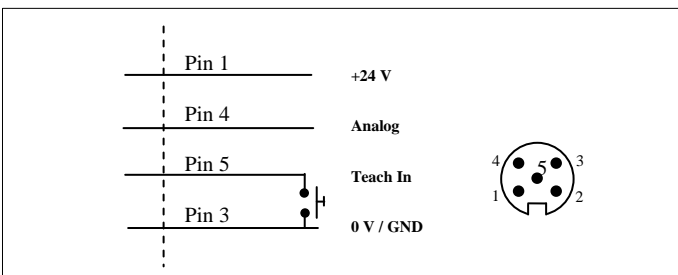 Pin 1
+24 V
Pin 4
Analog
Pin 5
Teach In
Pin 3
0 V / GND
4 3
5
1 2